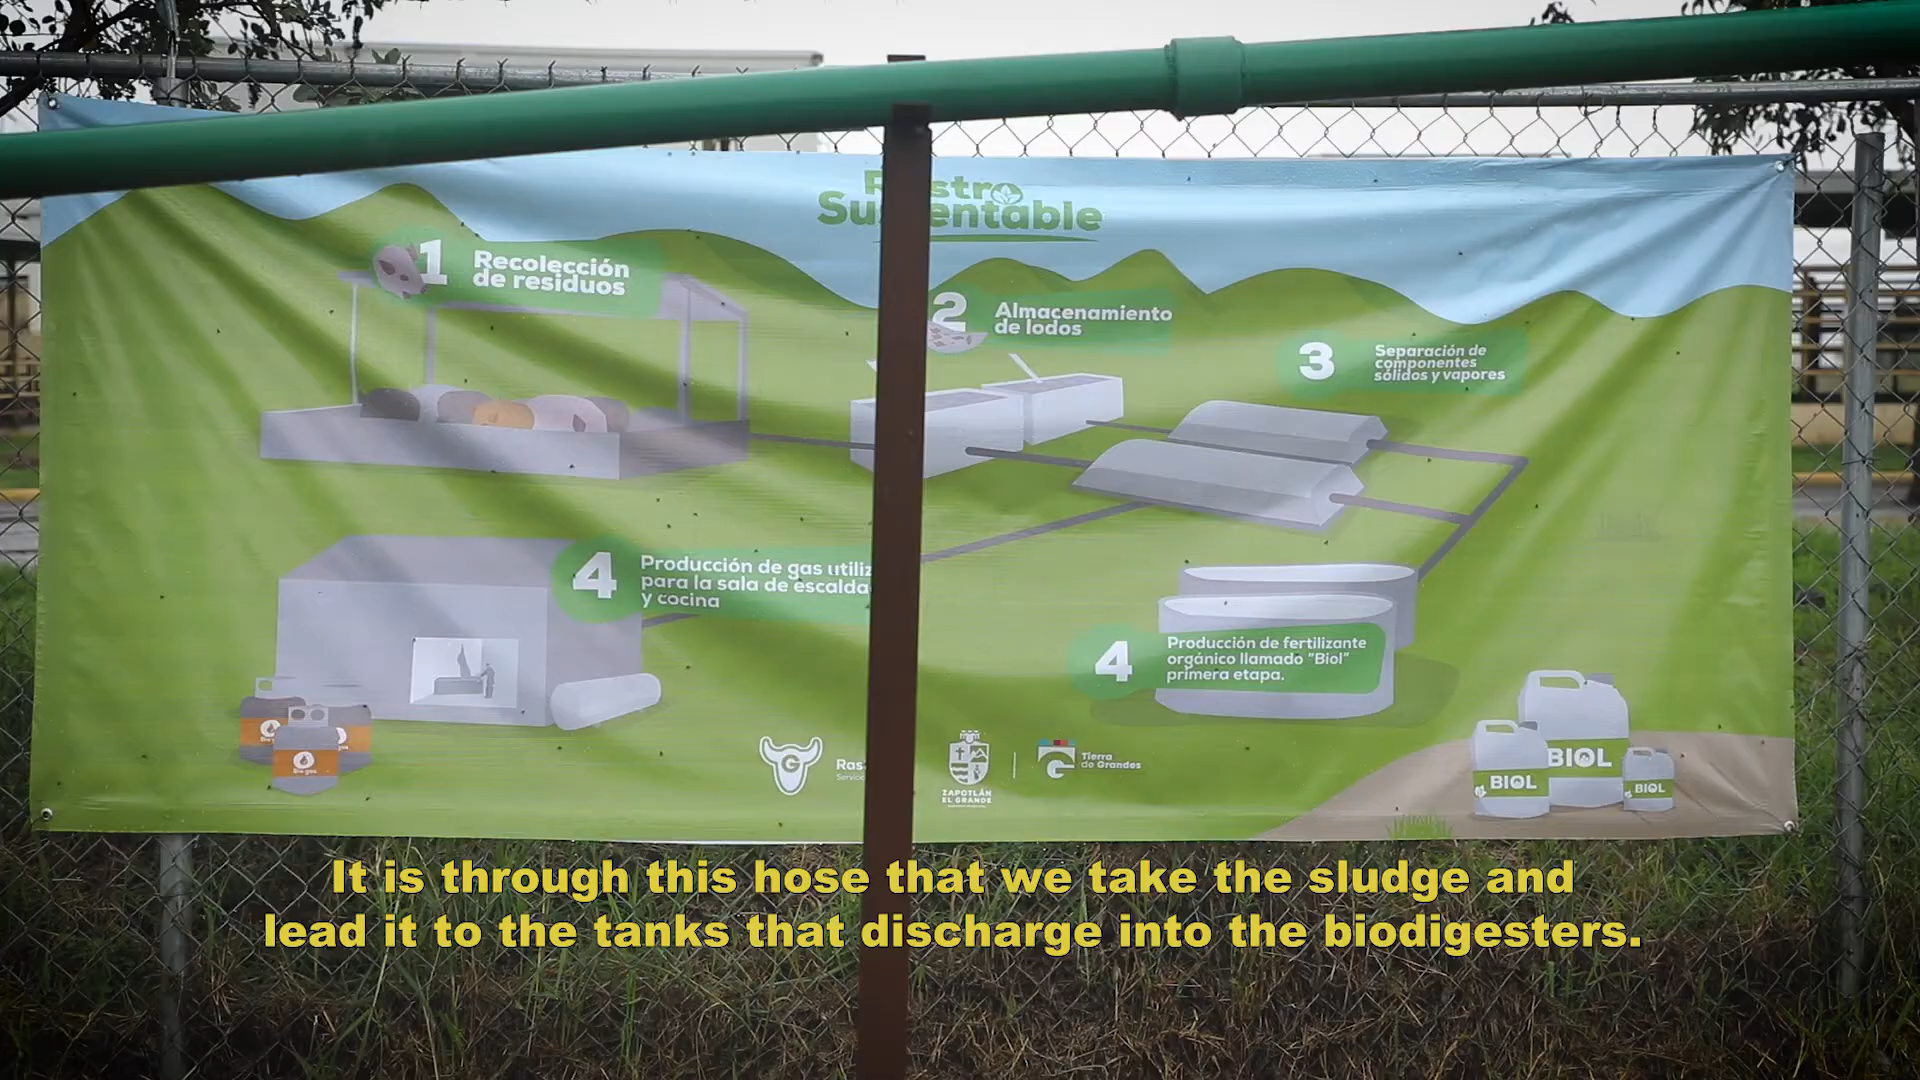 Sustentable
1
Recolección
de residuos
2
Almacenamiento
de lodos
3
Separación de
componentes
sólidos y vapores
4
Producción de gas
para la sala de
y cocina
4
Producción de fertilizante
orgánico llamado "Biol"
primera etapa.
Bio gas
ZAPOTLÁN
EL GRANDE
Tierra
de Grandes
BIOL
BIOL
BIOL
It is through this hose that we take the sludge and
lead it to the tanks that discharge into the biodigesters.